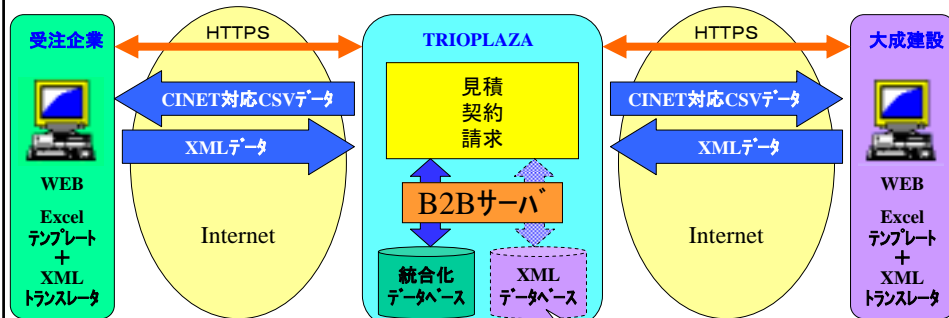 受注企業
HTTPS
TRIOPLAZA
HTTPS
大成建設
CINET対応CSVデータ
XMLデータ
見積
契約
請求
CINET対応CSVデータ
XMLデータ
WEB
Excel
テンプレート
+
XML
トランスレータ
Internet
B2Bサーバ
統合化
データベース
XML
データベース
Internet
WEB
Excel
テンプレート
+
XML
トランスレータ